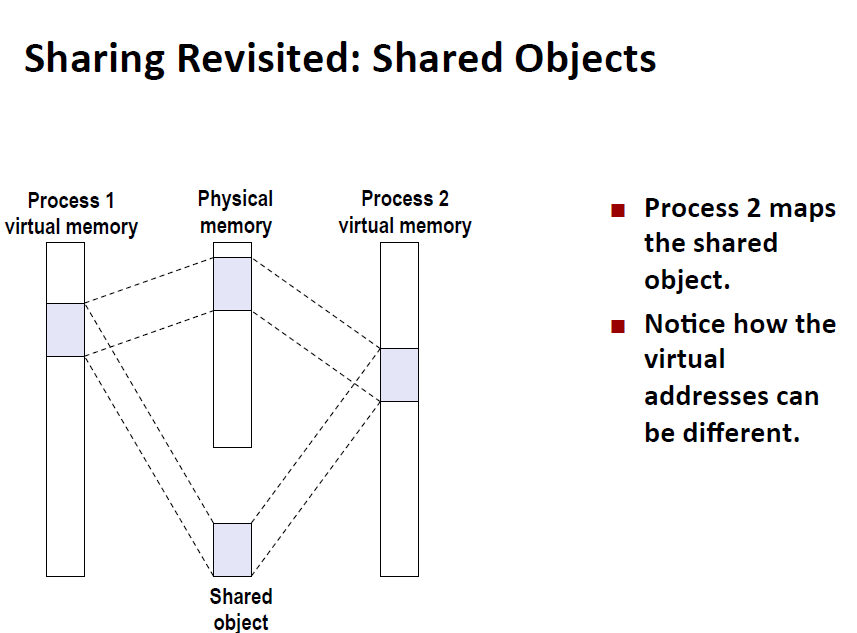 Sharing Revisited: Shared Objects
Process 1
virtual memory
Physical
memory
Process 2
virtual memory
Process 2 maps
the shared
object.
Notice how the
virtual
addresses can
be different.
Shared
object